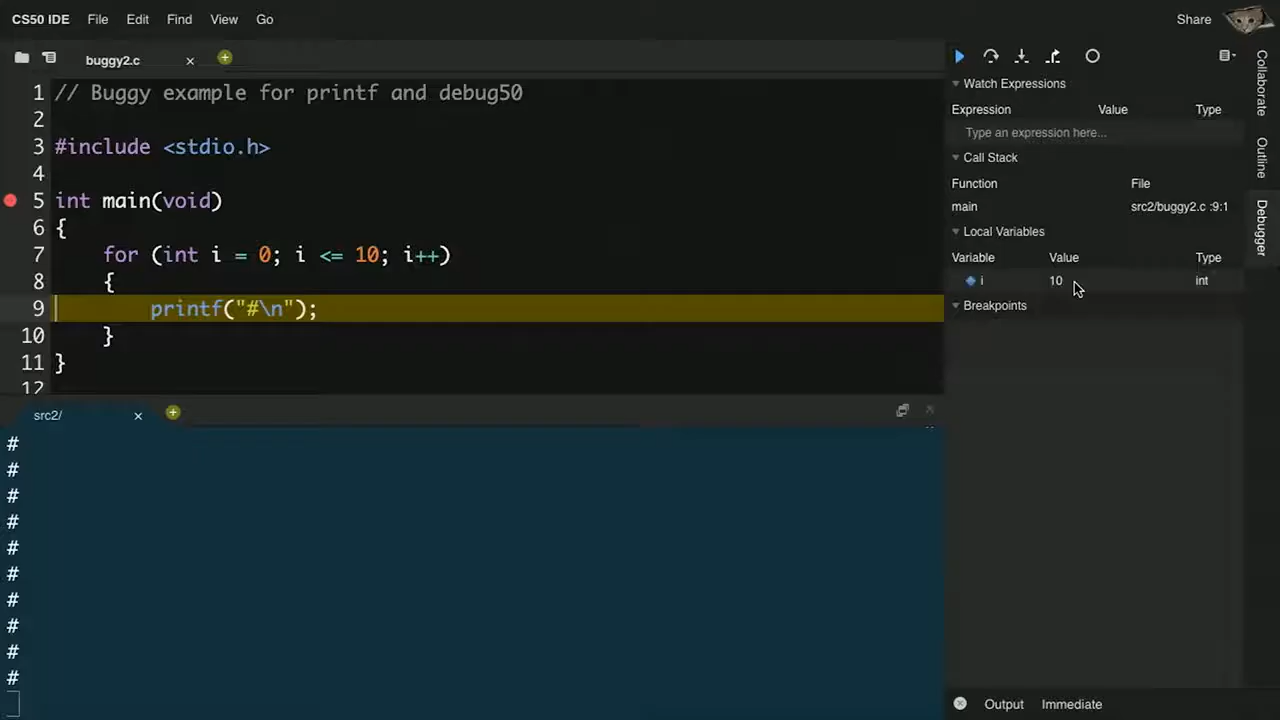 CS50 IDE File Edit Find View Go Share
buggy2.c
1 // Buggy example for printf and debug50
2
3 #include <stdio.h>
4
5 int main(void)
6 {
7 for (int i = 0; i <= 10; i++)
8 {
9 printf("#\n");
10 }
11 }
12
src2/
#
#
#
#
#
#
#
#
#
#
Watch Expressions
Expression Value Type
Type an expression here...
Call Stack
Function File
main src2/buggy2.c :9:1
Local Variables
Variable Value Type
i 10 int
Breakpoints
Output Immediate
Collaborate
Outline
Debugger